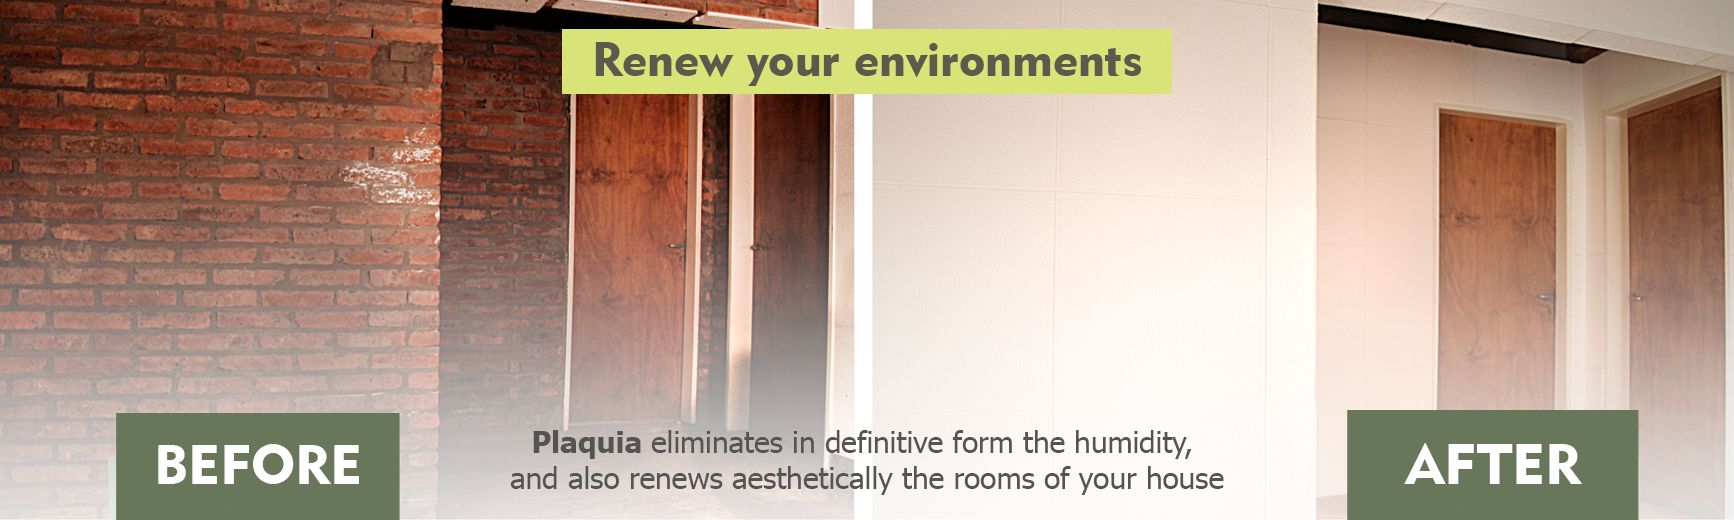 Renew your environments
BEFORE
Plaquia eliminates in definitive form the humidity,
and also renews aesthetically the rooms of your house
AFTER